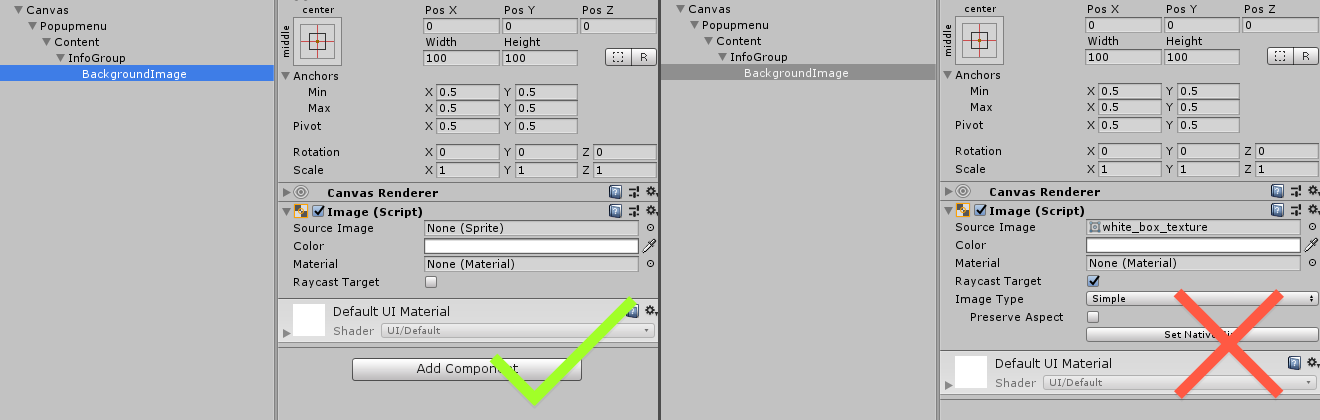 Canvas
Popupmenu
Content
InfoGroup
BackgroundImage
center
middle
Pos X Pos Y Pos Z
0 0 0
Width Height
100 100 R
Anchors
Min X 0.5 Y 0.5
Max X 0.5 Y 0.5
Pivot X 0.5 Y 0.5
Rotation X 0 Y 0 Z 0
Scale X 1 Y 1 Z 1
Canvas Renderer
Image (Script)
Source Image None (Sprite)
Color
Material None (Material)
Raycast Target
Default UI Material
Shader UI/Default
Add Component
Canvas
Popupmenu
Content
InfoGroup
BackgroundImage
center
middle
Pos X Pos Y Pos Z
0 0 0
Width Height
100 100 R
Anchors
Min X 0.5 Y 0.5
Max X 0.5 Y 0.5
Pivot X 0.5 Y 0.5
Rotation X 0 Y 0 Z 0
Scale X 1 Y 1 Z 1
Canvas Renderer
Image (Script)
Source Image white_box_texture
Color
Material None (Material)
Raycast Target
Image Type Simple
Preserve Aspect
Set Native
Default UI Material
Shader UI/Default